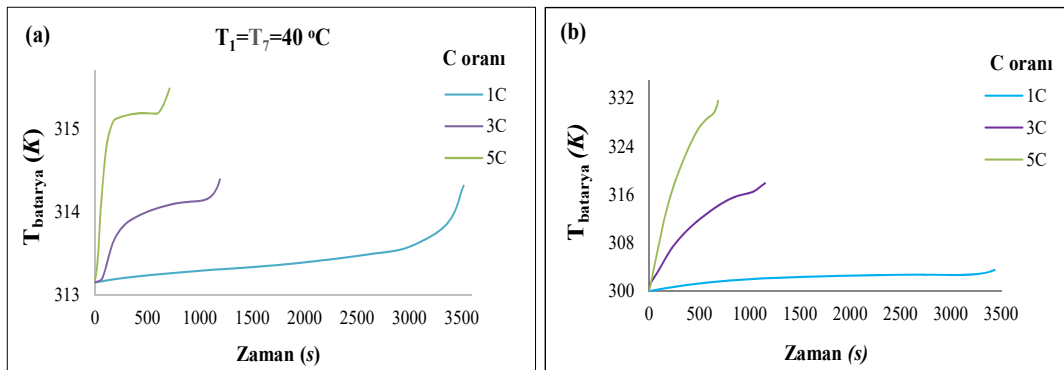 (a)
T₁=T₇=40 ᵒC
C oranı
1C
3C
5C
T_batarya (K)
315
314
313
0 500 1000 1500 2000 2500 3000 3500
Zaman (s)
(b)
C oranı
1C
3C
5C
T_batarya (K)
332
324
316
308
300
0 500 1000 1500 2000 2500 3000 3500
Zaman (s)